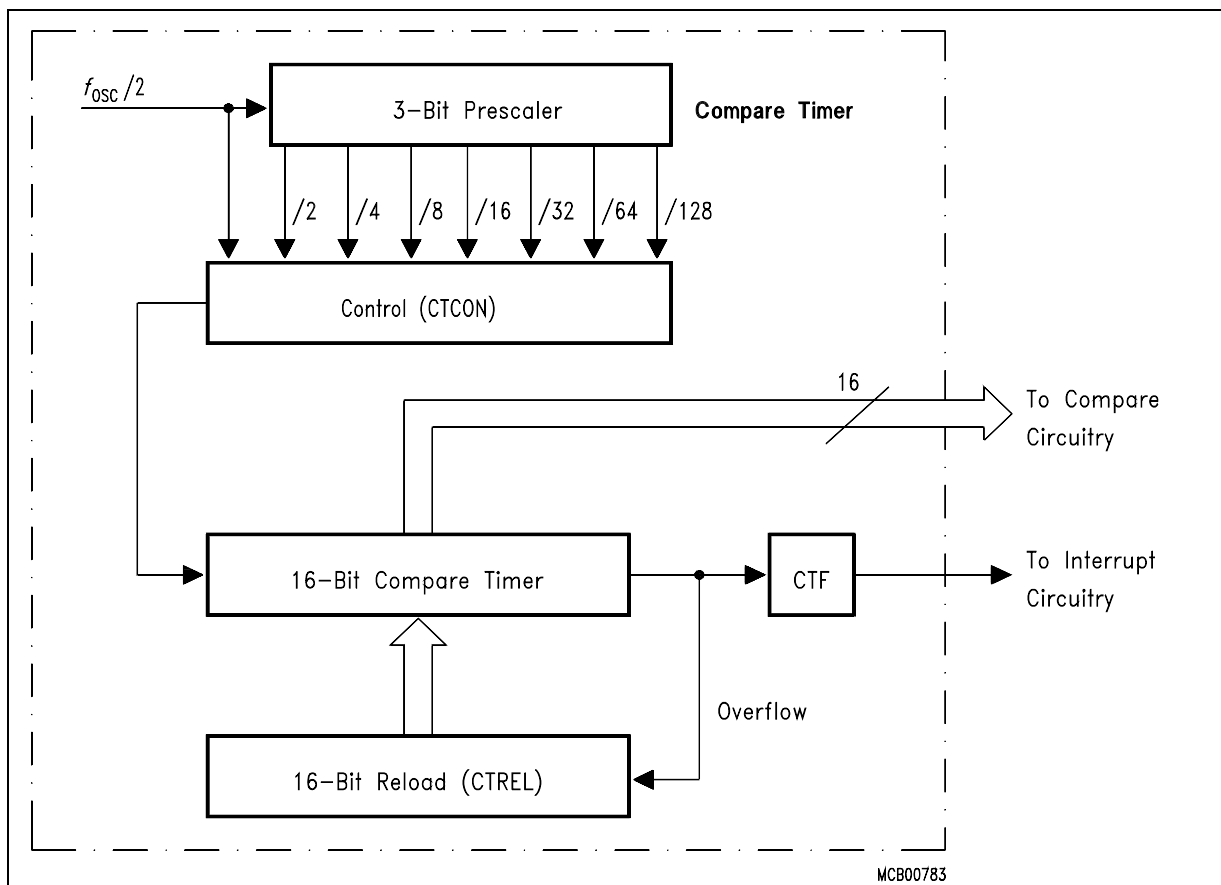 fOSC/2
3-Bit Prescaler
Compare Timer
/2
/4
/8
/16
/32
/64
/128
Control (CTCON)
16
To Compare
Circuitry
16-Bit Compare Timer
CTF
To Interrupt
Circuitry
Overflow
16-Bit Reload (CTREL)
MCB00783